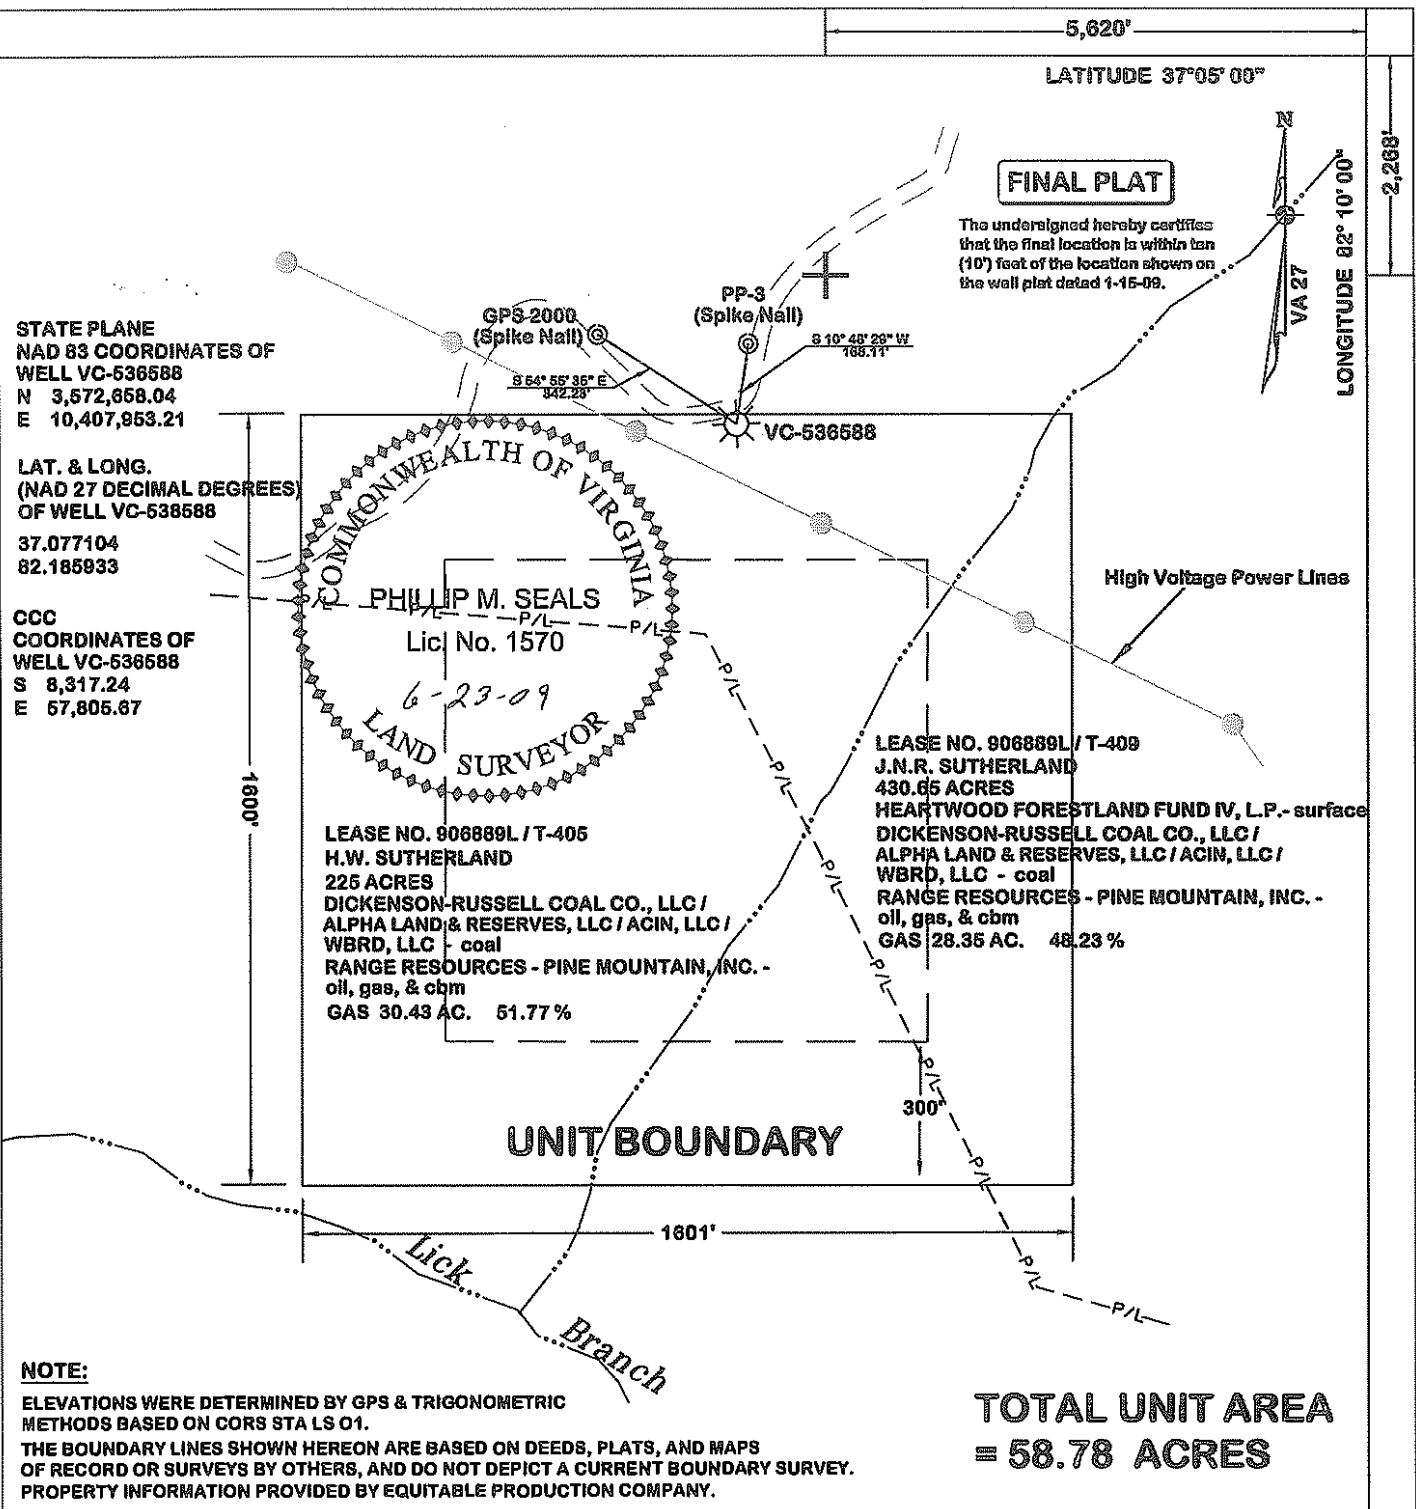 5,620'
LATITUDE 37°05' 00"
2,268'
N
FINAL PLAT
LONGITUDE 82° 10' 00"
The undersigned hereby certifies
that the final location is within ten
(10') feet of the location shown on
the well plat dated 1-15-09.
VA 27
PP-3
(Spike Nail)
GPS-2000
(Spike Nail)
S 10° 48' 29" W
168.11'
S 54° 55' 35" E
342.23'
STATE PLANE
NAD 83 COORDINATES OF
WELL VC-536588
N 3,572,658.04
E 10,407,953.21
VC-536588
LAT. & LONG.
(NAD 27 DECIMAL DEGREES)
OF WELL VC-536588
37.077104
82.185933
CCC
COORDINATES OF
WELL VC-536588
S 8,317.24
E 57,805.67
COMMONWEALTH OF VIRGINIA
PHILLIP M. SEALS
Lic. No. 1570
6-23-09
LAND SURVEYOR
High Voltage Power Lines
P/L
P/L
P/L
P/L
P/L
P/L
P/L
P/L
P/L
P/L
P/L
P/L
1600'
LEASE NO. 906889L / T-409
J.N.R. SUTHERLAND
430.65 ACRES
HEARTWOOD FORESTLAND FUND IV, L.P.- surface
DICKENSON-RUSSELL COAL CO., LLC /
ALPHA LAND & RESERVES, LLC / ACIN, LLC /
WBRD, LLC - coal
RANGE RESOURCES - PINE MOUNTAIN, INC. -
oil, gas, & cbm
GAS 28.35 AC. 48.23 %
LEASE NO. 906889L / T-405
H.W. SUTHERLAND
225 ACRES
DICKENSON-RUSSELL COAL CO., LLC /
ALPHA LAND & RESERVES, LLC / ACIN, LLC /
WBRD, LLC - coal
RANGE RESOURCES - PINE MOUNTAIN, INC. -
oil, gas, & cbm
GAS 30.43 AC. 51.77 %
300'
UNIT BOUNDARY
1601'
Lick
Branch
NOTE:
ELEVATIONS WERE DETERMINED BY GPS & TRIGONOMETRIC
METHODS BASED ON CORS STA LS 01.
THE BOUNDARY LINES SHOWN HEREON ARE BASED ON DEEDS, PLATS, AND MAPS
OF RECORD OR SURVEYS BY OTHERS, AND DO NOT DEPICT A CURRENT BOUNDARY SURVEY.
PROPERTY INFORMATION PROVIDED BY EQUITABLE PRODUCTION COMPANY.
TOTAL UNIT AREA
= 58.78 ACRES